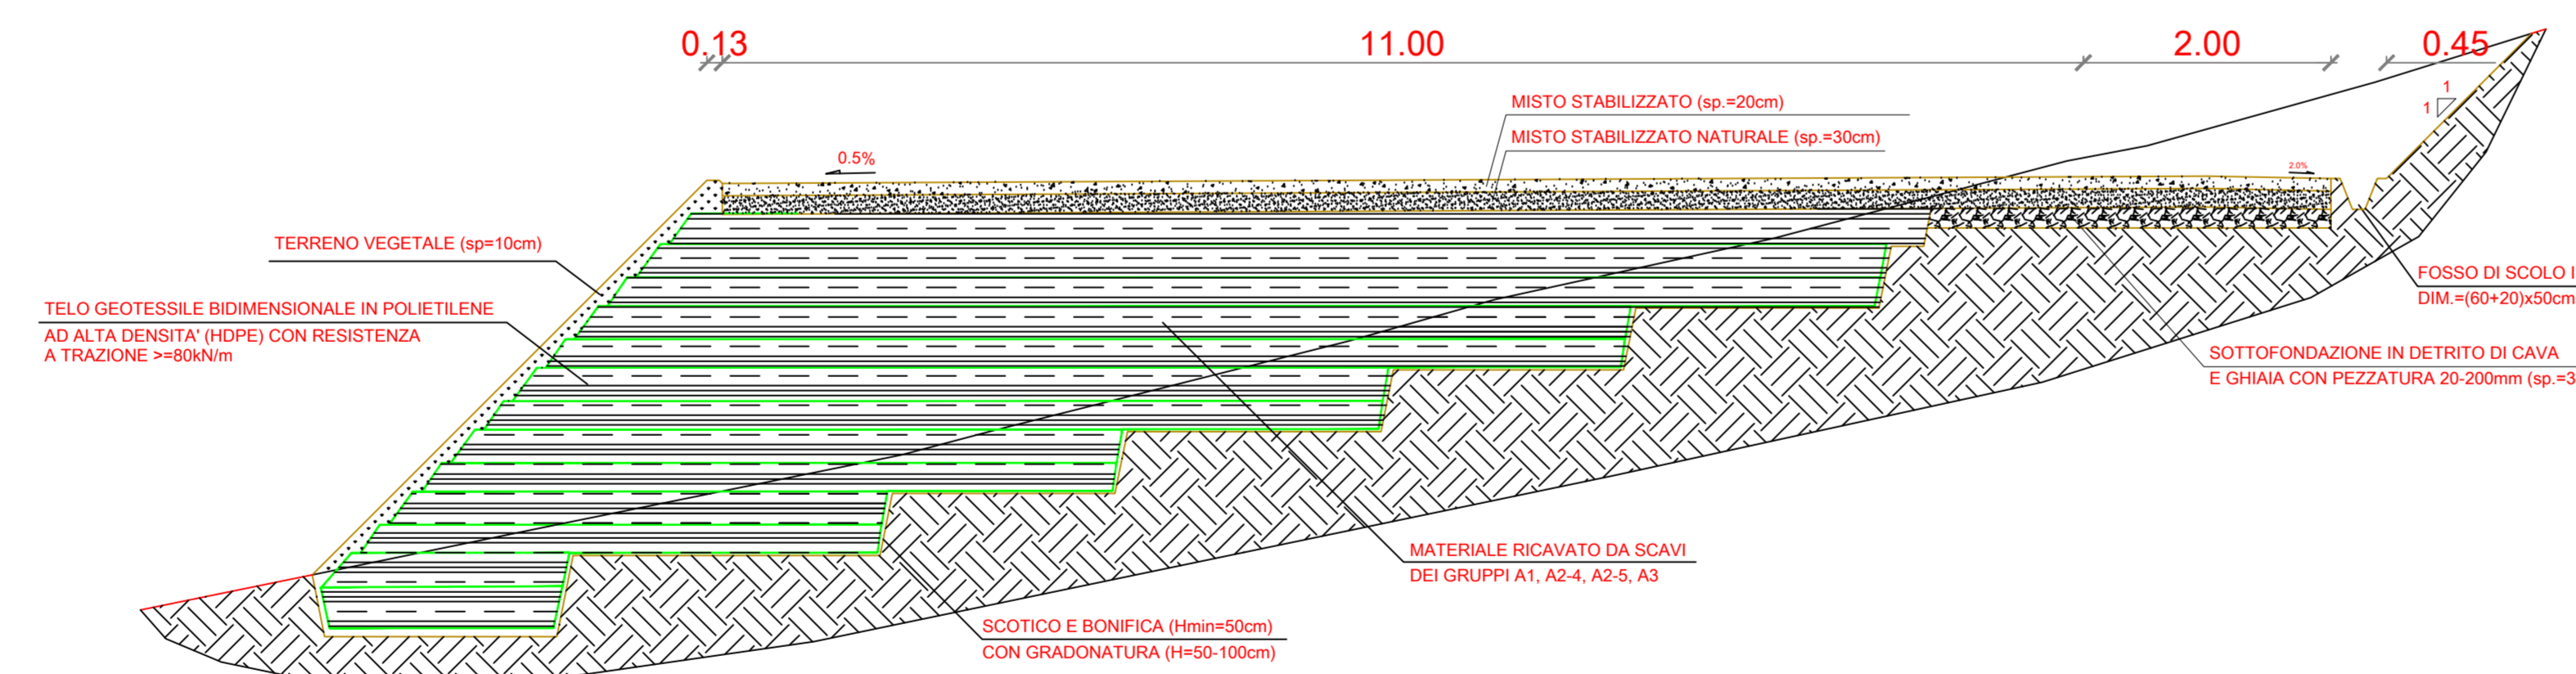 0.13
11.00
2.00
0.45
1
1
MISTO STABILIZZATO (sp.=20cm)
MISTO STABILIZZATO NATURALE (sp.=30cm)
0.5%
2.0%
TERRENO VEGETALE (sp=10cm)
TELO GEOTESSILE BIDIMENSIONALE IN POLIETILENE
AD ALTA DENSITA' (HDPE) CON RESISTENZA
A TRAZIONE >=80kN/m
FOSSO DI SCOLO I
DIM.=(60+20)x50cm
SOTTOFONDAZIONE IN DETRITO DI CAVA
E GHIAIA CON PEZZATURA 20-200mm (sp.=3
MATERIALE RICAVATO DA SCAVI
DEI GRUPPI A1, A2-4, A2-5, A3
SCOTICO E BONIFICA (Hmin=50cm)
CON GRADONATURA (H=50-100cm)